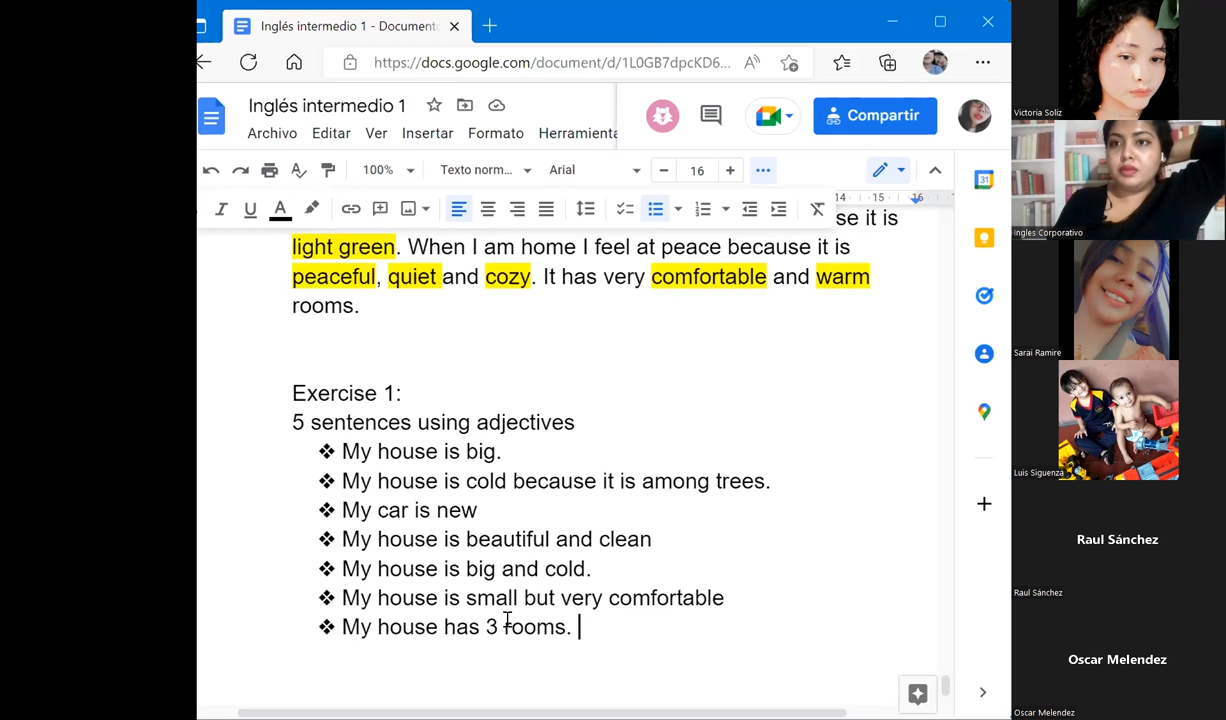 Inglés intermedio 1 - Document
https://docs.google.com/document/d/1L0GB7dpcKD6...
Inglés intermedio 1
Compartir
Archivo Editar Ver Insertar Formato Herramienta
100% Texto norm... Arial 16
14 15 16
se it is
light green. When I am home I feel at peace because it is
peaceful, quiet and cozy. It has very comfortable and warm
rooms.
Exercise 1:
5 sentences using adjectives
❖ My house is big.
❖ My house is cold because it is among trees.
❖ My car is new
❖ My house is beautiful and clean
❖ My house is big and cold.
❖ My house is small but very comfortable
❖ My house has 3 rooms.
31
Victoria Soliz
Ingles Corporativo
Sarai Ramire
Luis Siguenza
Raul Sánchez
Raul Sánchez
Oscar Melendez
Oscar Melendez